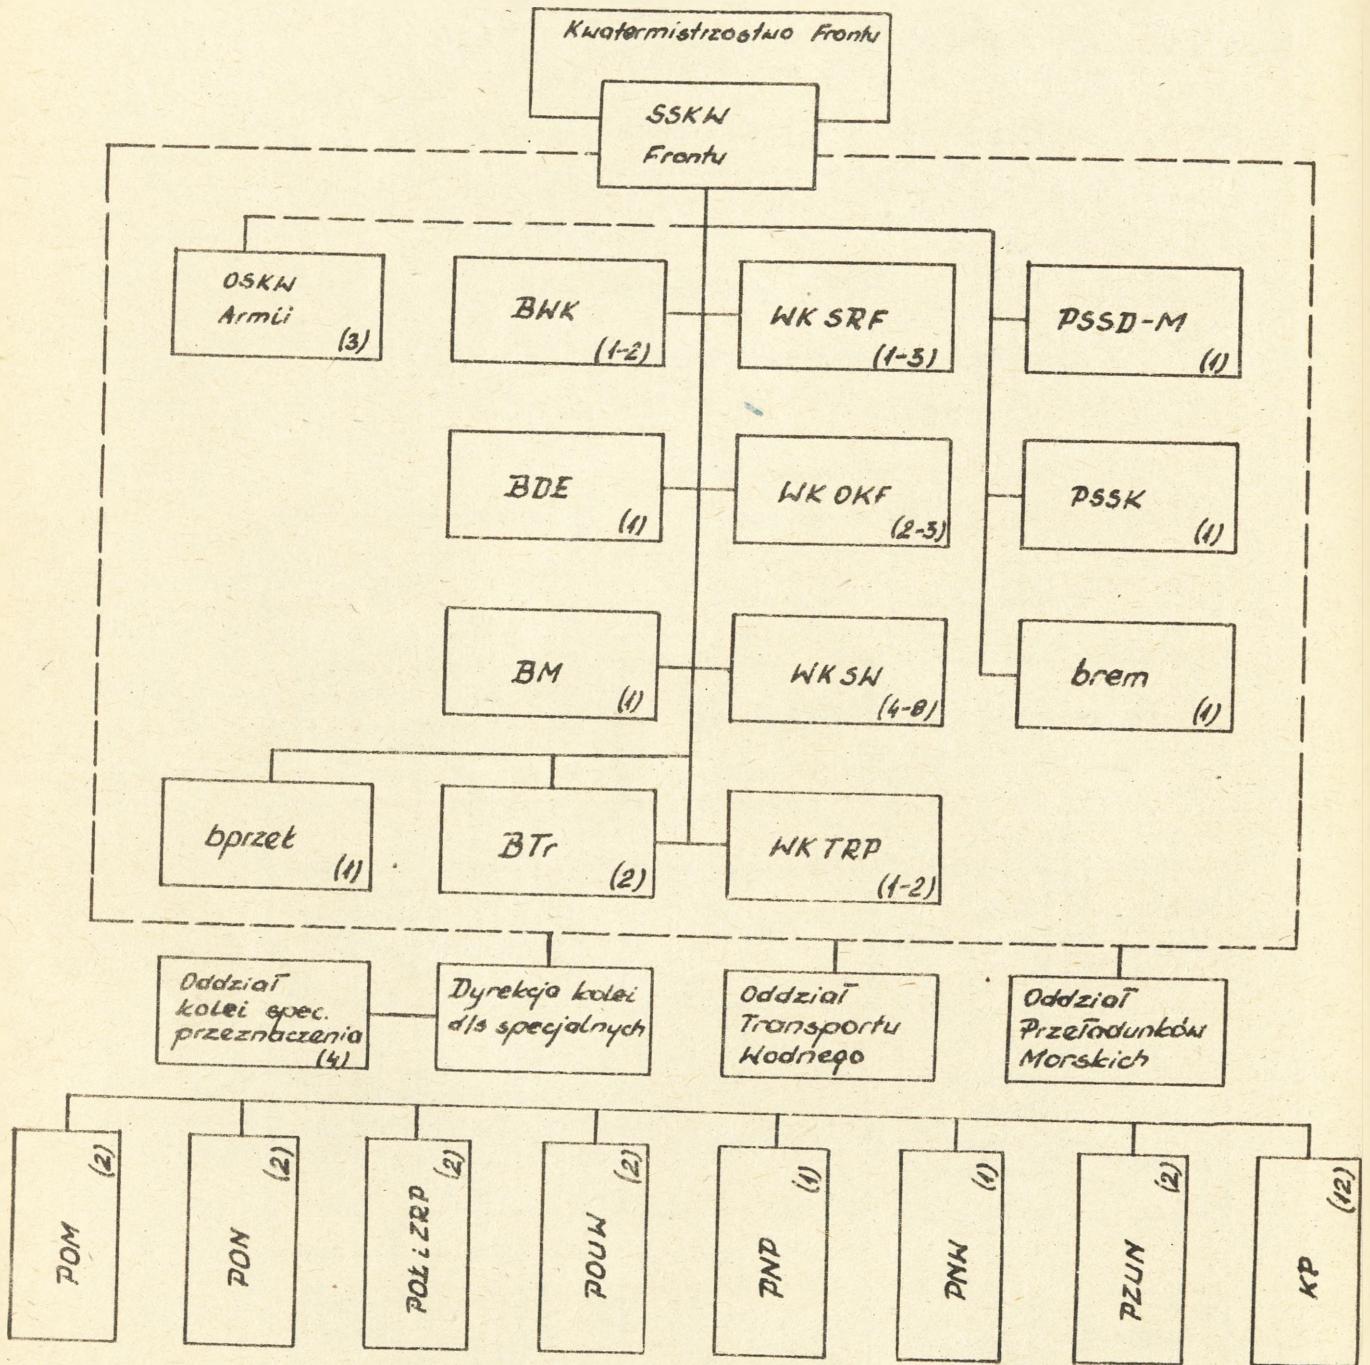 Kwatermistrzostwo Frontu
SSKW
Frontu
OSKW
Armii
(3)
BWK
(1-2)
WK SRF
(1-3)
PSSD-M
(1)
BDE
(1)
WK OKF
(2-3)
PSSK
(1)
BM
(1)
WK SW
(4-8)
brem
(1)
bprzeł
(1)
BTr
(2)
WK TRP
(1-2)
Oddział
kolei spec.
przeznaczenia
(4)
Dyrekcja kolei
d/s specjalnych
Oddział
Transportu
Wodnego
Oddział
Przeładunków
Morskich
POM
(2)
PON
(2)
POŁ i ZRP
(2)
POUW
(2)
PNP
(1)
PNW
(1)
PZUN
(2)
KP
(12)